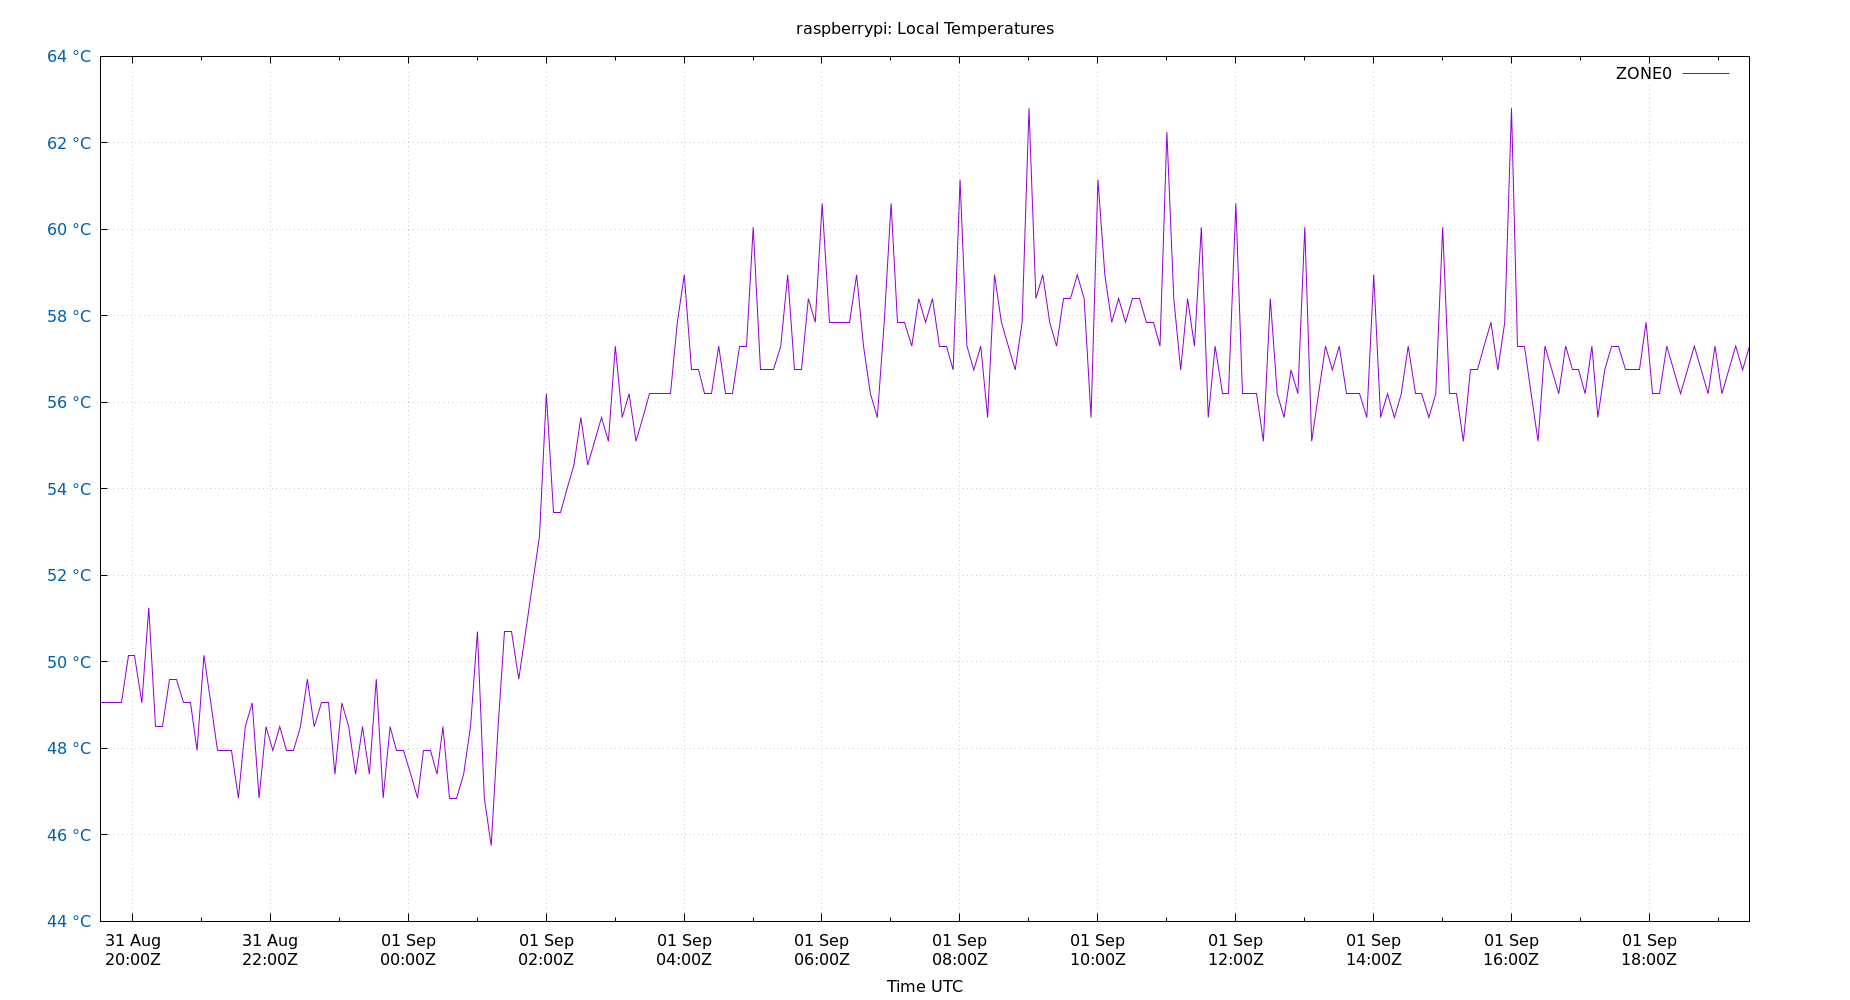 raspberrypi: Local Temperatures
64 °C
ZONE0
62 °C
60 °C
58 °C
56 °C
54 °C
52 °C
50 °C
48 °C
46 °C
44 °C
31 Aug 31 Aug 01 Sep 01 Sep 01 Sep 01 Sep 01 Sep 01 Sep 01 Sep 01 Sep 01 Sep 01 Sep
20:00Z 22:00Z 00:00Z 02:00Z 04:00Z 06:00Z 08:00Z 10:00Z 12:00Z 14:00Z 16:00Z 18:00Z
Time UTC